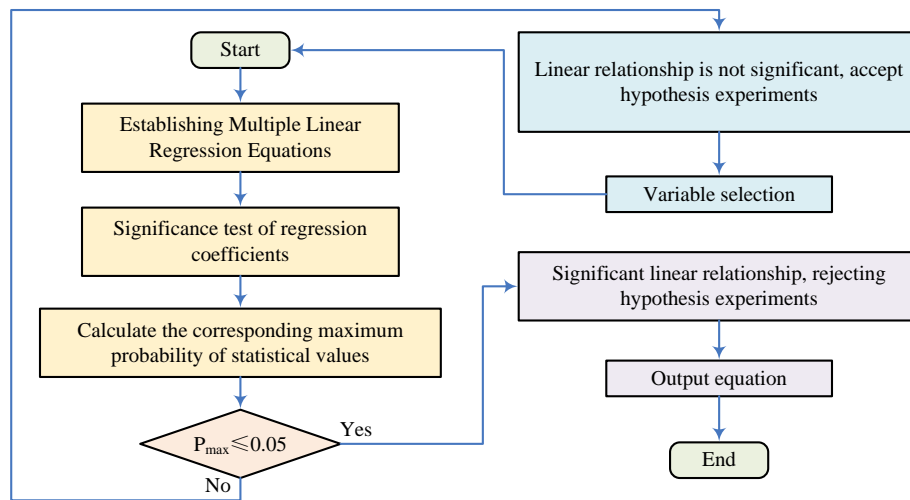 Start
Establishing Multiple Linear
Regression Equations
Significance test of regression
coefficients
Calculate the corresponding maximum
probability of statistical values
Pmax≤0.05
Yes
No
Linear relationship is not significant, accept
hypothesis experiments
Variable selection
Significant linear relationship, rejecting
hypothesis experiments
Output equation
End